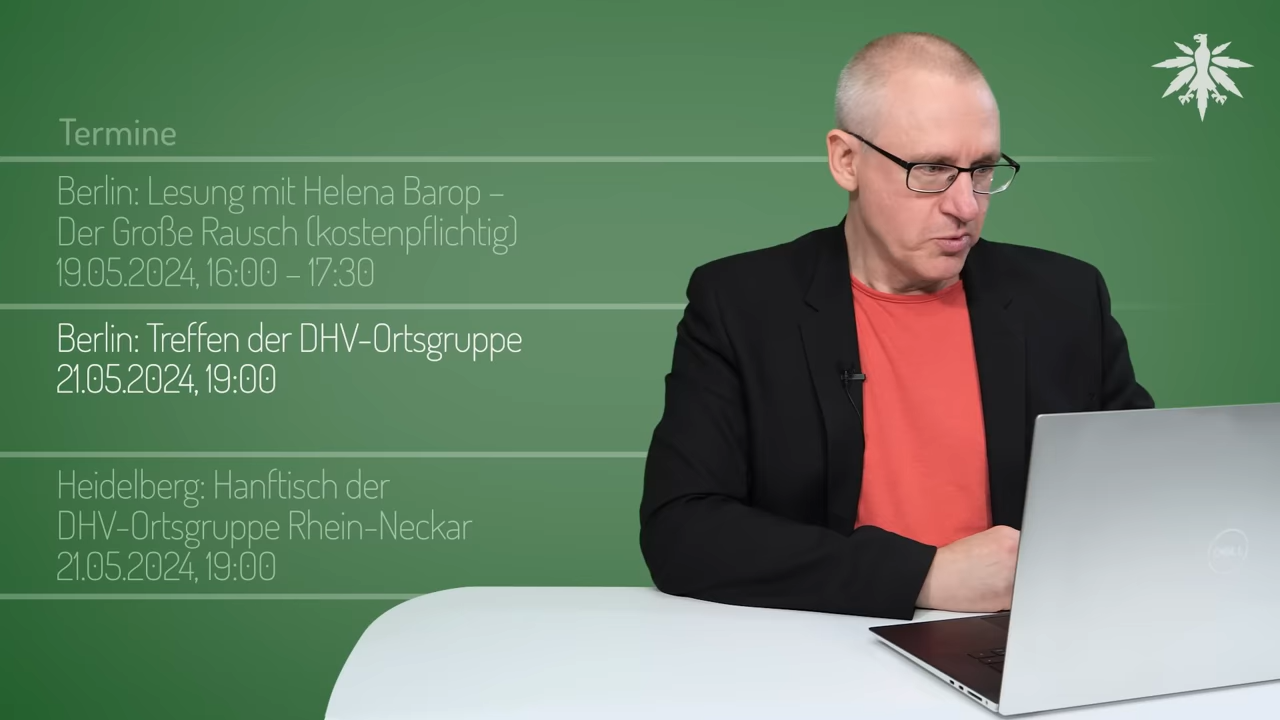 Termine
Berlin: Lesung mit Helena Barop –
Der Große Rausch (kostenpflichtig)
19.05.2024, 16:00 – 17:30
Berlin: Treffen der DHV-Ortsgruppe
21.05.2024, 19:00
Heidelberg: Hanftisch der
DHV-Ortsgruppe Rhein-Neckar
21.05.2024, 19:00
DELL